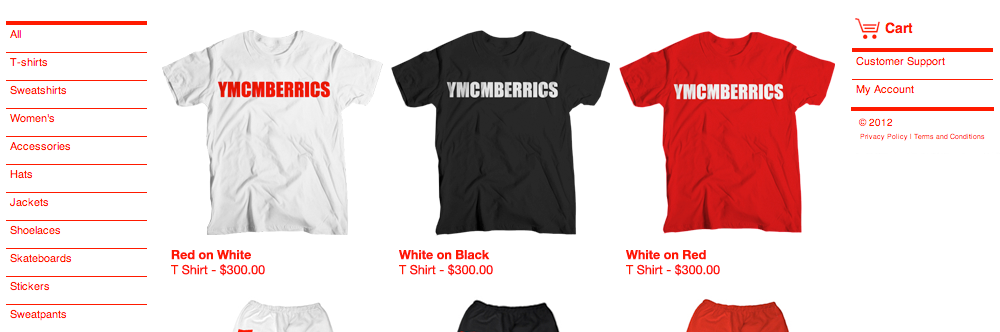 All
T-shirts
Sweatshirts
Women's
Accessories
Hats
Jackets
Shoelaces
Skateboards
Stickers
Sweatpants
YMCMBERRICS
Red on White
T Shirt - $300.00
YMCMBERRICS
White on Black
T Shirt - $300.00
YMCMBERRICS
White on Red
T Shirt - $300.00
Cart
Customer Support
My Account
© 2012
Privacy Policy | Terms and Conditions